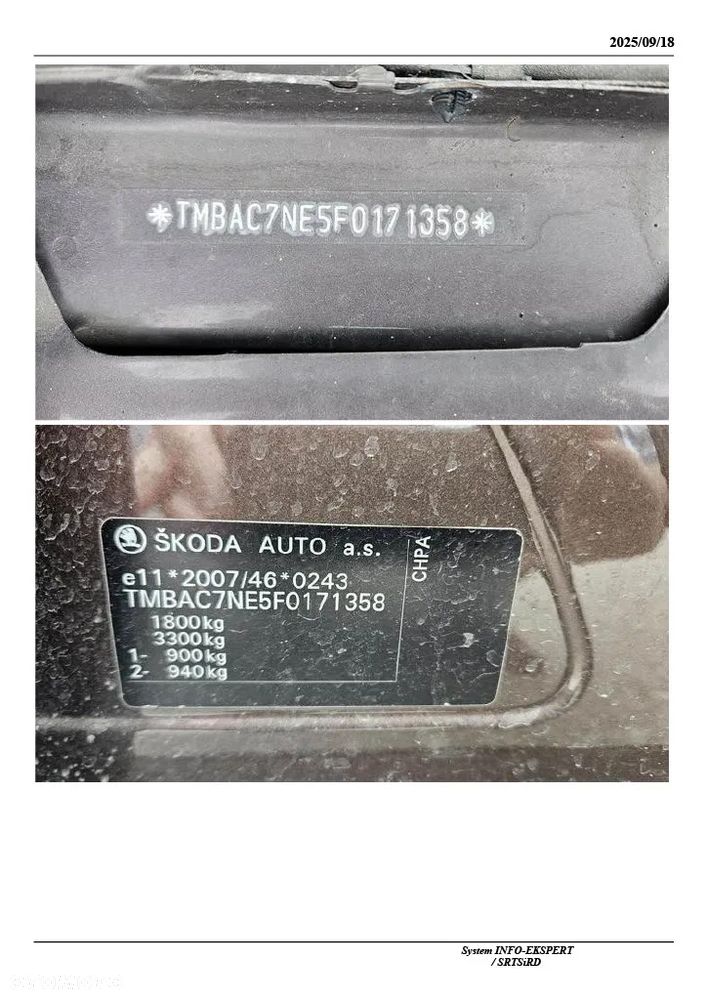 2025/09/18
*TMBAC7NE5F0171358*
ŠKODA AUTO a.s.
CHPA
e11*2007/46*0243
TMBAC7NE5F0171358
1800kg
3300kg
1- 900kg
2- 940kg
System INFO-EKSPERT
/ SRTSiRD